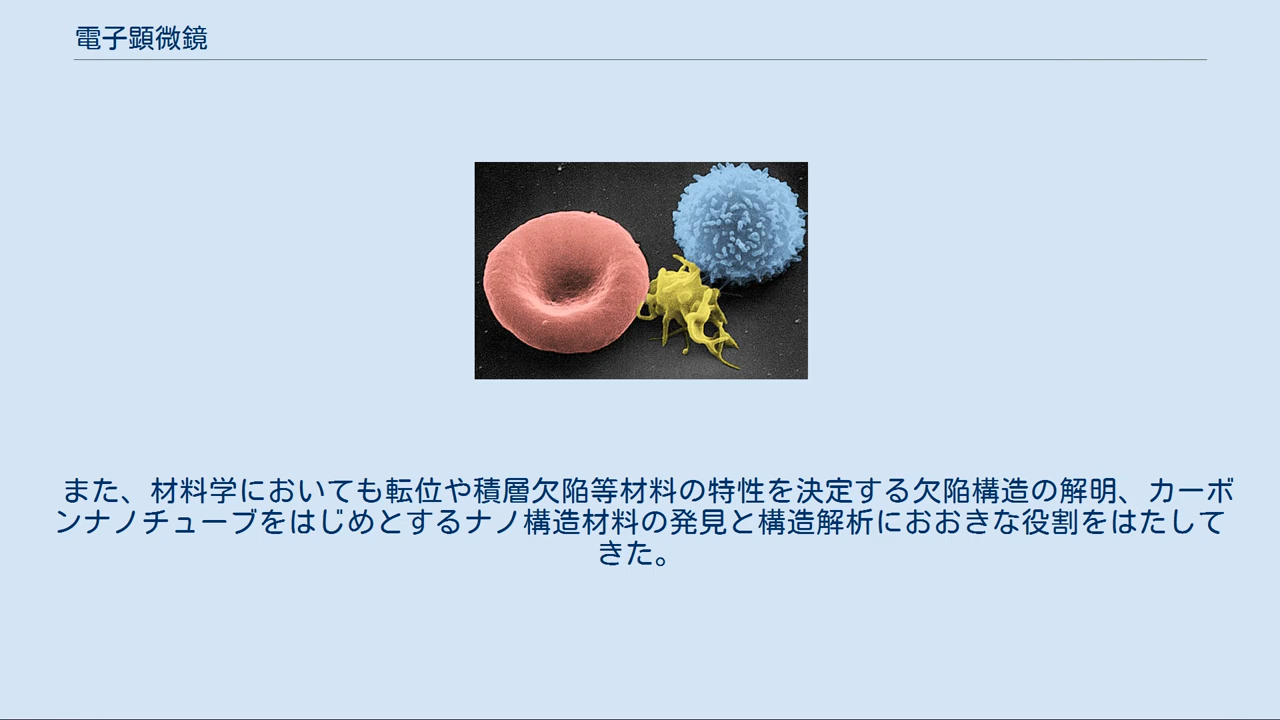 電子顕微鏡
また、材料学においても転位や積層欠陥等材料の特性を決定する欠陥構造の解明、カーボ
ンナノチューブをはじめとするナノ構造材料の発見と構造解析におおきな役割をはたして
きた。